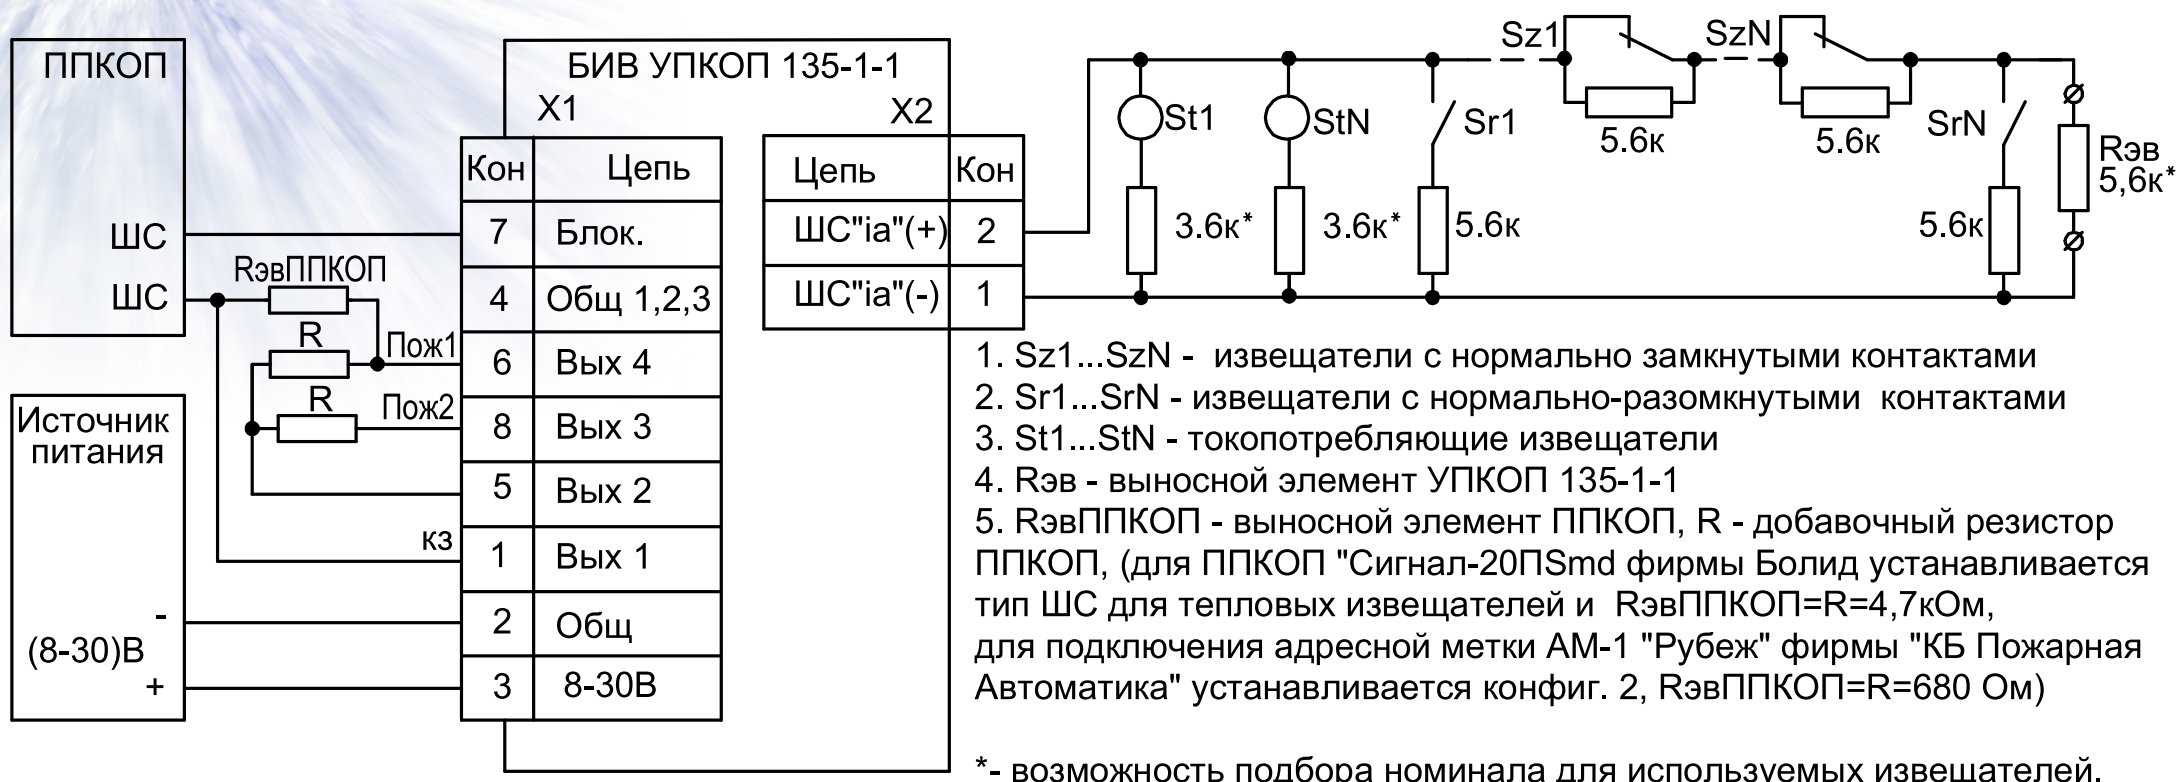 ППКОП
ШС
ШС
RэвППКОП
R
R
Пож1
Пож2
кз
Источник
питания
-
(8-30)В
+
БИВ УПКОП 135-1-1
X1
X2
Кон Цепь
7 Блок.
4 Общ 1,2,3
6 Вых 4
8 Вых 3
5 Вых 2
1 Вых 1
2 Общ
3 8-30В
Цепь Кон
ШС"ia"(+) 2
ШС"ia"(-) 1
St1
3.6к*
StN
3.6к*
Sr1
5.6к
Sz1
5.6к
SzN
5.6к
SrN
5.6к
Rэв
5,6к*
1. Sz1...SzN - извещатели с нормально замкнутыми контактами
2. Sr1...SrN - извещатели с нормально-разомкнутыми контактами
3. St1...StN - токопотребляющие извещатели
4. Rэв - выносной элемент УПКОП 135-1-1
5. RэвППКОП - выносной элемент ППКОП, R - добавочный резистор
ППКОП, (для ППКОП "Сигнал-20ПSmd фирмы Болид устанавливается
тип ШС для тепловых извещателей и RэвППКОП=R=4,7кОм,
для подключения адресной метки АМ-1 "Рубеж" фирмы "КБ Пожарная
Автоматика" устанавливается конфиг. 2, RэвППКОП=R=680 Ом)
*- возможность подбора номинала для используемых извещателей.